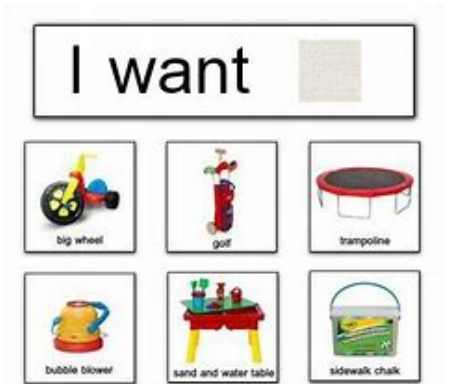 I want
big wheel
golf
trampoline
bubble blower
sand and water table
sidewalk chalk